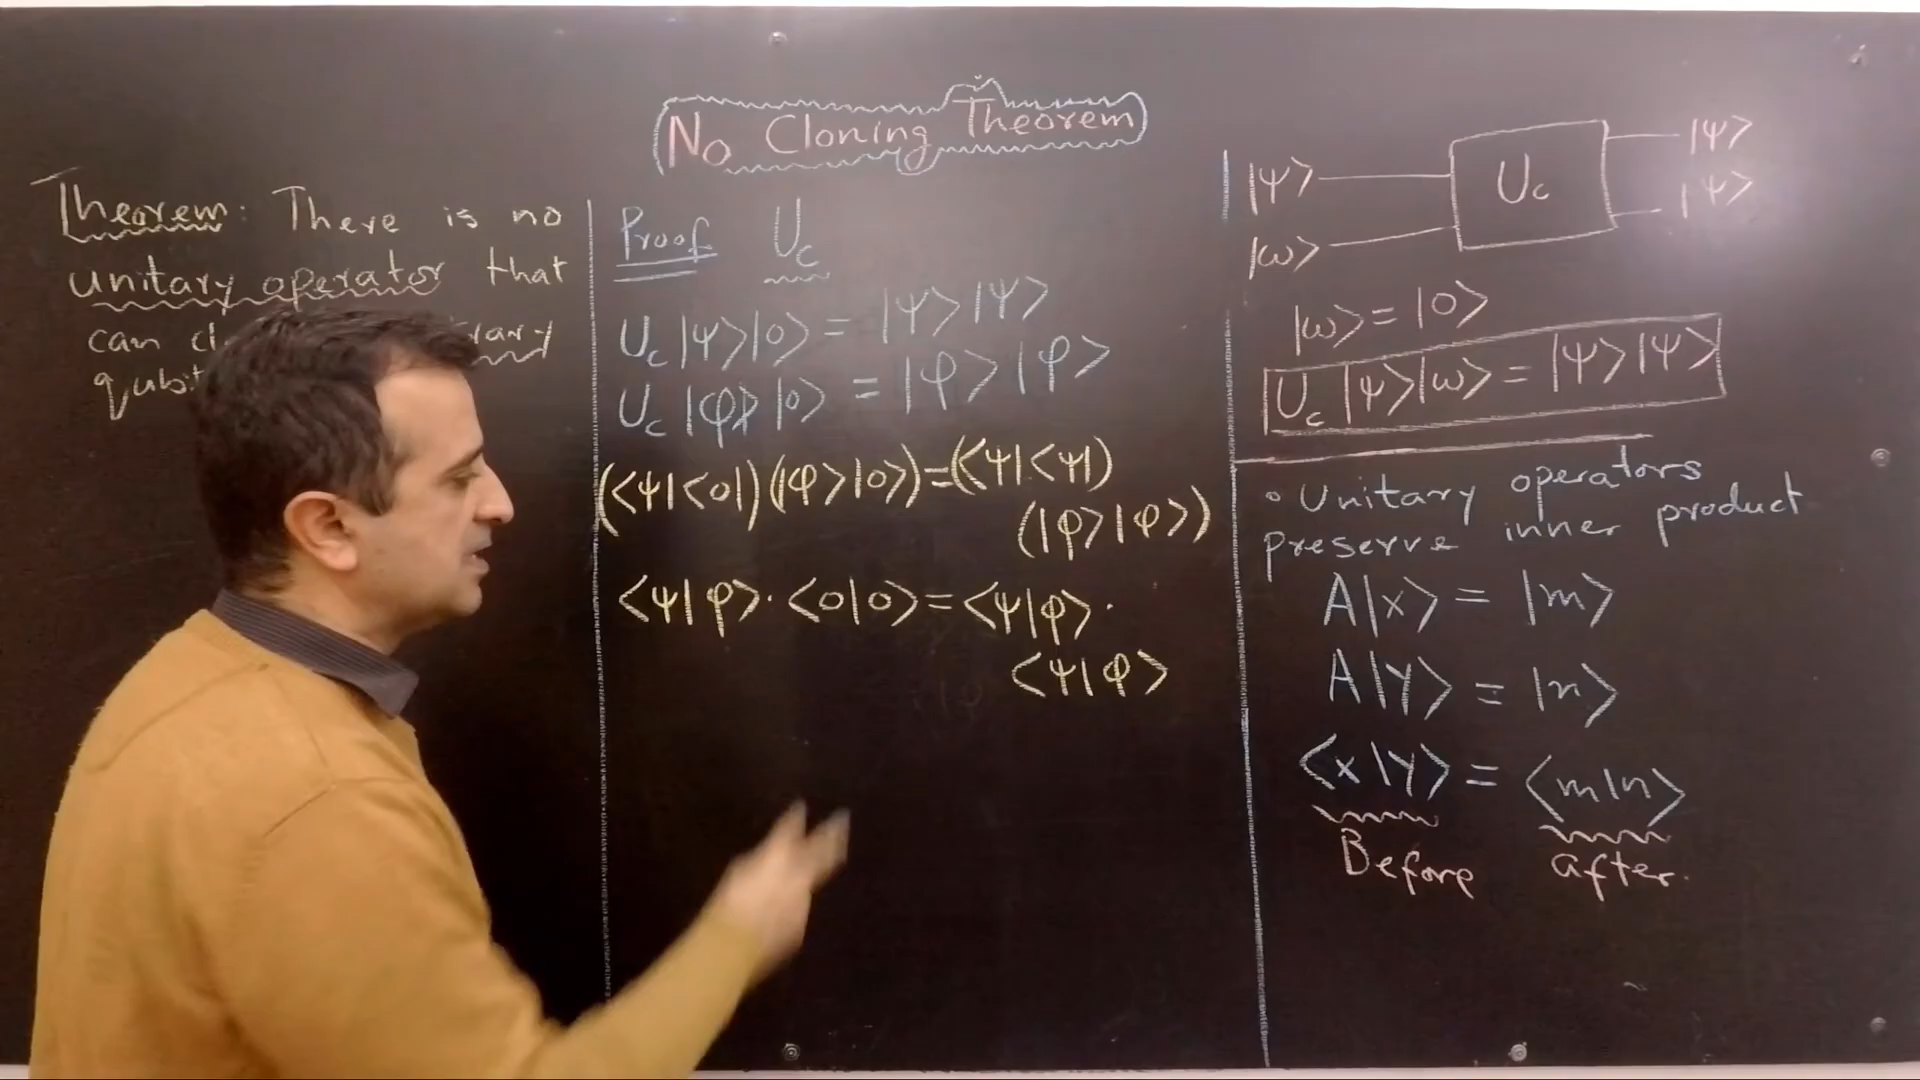 No Cloning Theorem
Theorem: There is no
unitary operator that
can
qubit
Proof U_c
U_c |ψ>|0> = |ψ>|ψ>
U_c |φ>|0> = |φ>|φ>
(<ψ|<0|)(|φ>|0>)=(<ψ|<ψ|)
(|φ>|φ>)
<ψ|φ>·<0|0>=<ψ|φ>·
<ψ|φ>
|ψ> U_c |ψ>
|ψ>
|ω>
|ω> = |0>
U_c |ψ>|ω> = |ψ>|ψ>
∘ Unitary operators
preserve inner product
A|x> = |m>
A|y> = |n>
<x|y> = <m|n>
Before after.